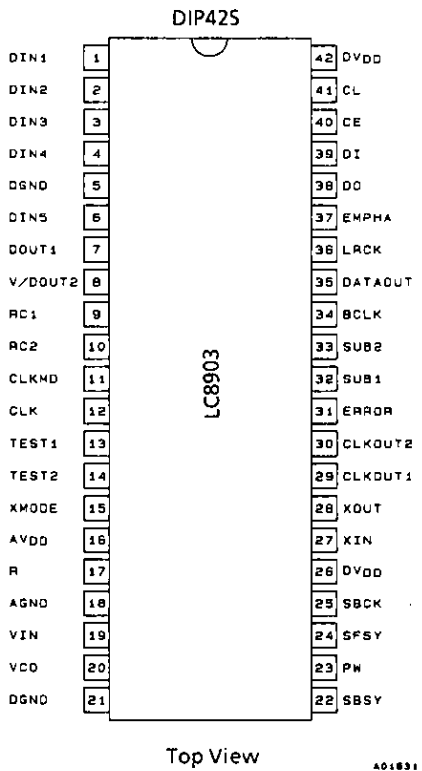 DIP42S
DIN1 1 42 DVDD
DIN2 2 41 CL
DIN3 3 40 CE
DIN4 4 39 DI
DGND 5 38 DO
DIN5 6 37 EMPHA
DOUT1 7 36 LRCK
V/DOUT2 8 35 DATAOUT
RC1 9 34 BCLK
RC2 10 33 SUB2
CLKMD 11 32 SUB1
CLK 12 31 ERROR
TEST1 13 30 CLKOUT2
TEST2 14 29 CLKOUT1
XMODE 15 28 XOUT
AVDD 16 27 XIN
R 17 26 DVDD
AGND 18 25 SBCK
VIN 19 24 SFSY
VCO 20 23 PW
DGND 21 22 SBSY
LC8903
Top View
A01831